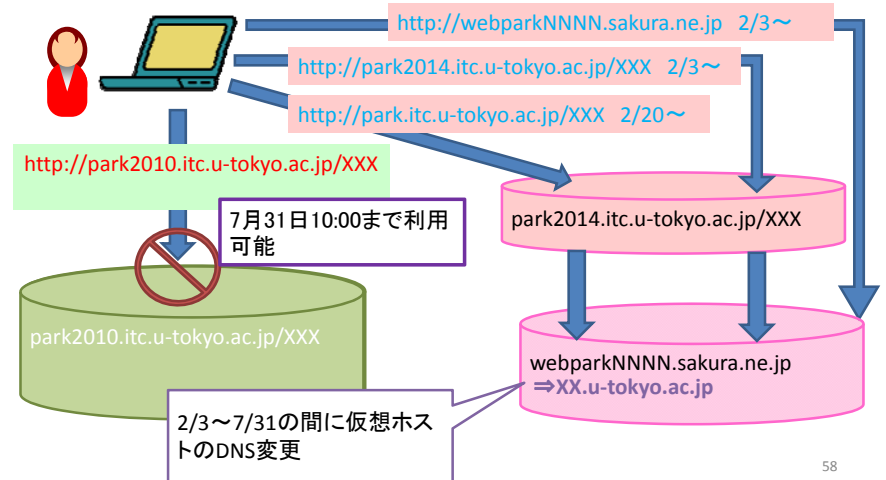 http://webparkNNNN.sakura.ne.jp 2/3～
http://park2014.itc.u-tokyo.ac.jp/XXX 2/3～
http://park.itc.u-tokyo.ac.jp/XXX 2/20～
http://park2010.itc.u-tokyo.ac.jp/XXX
7月31日10:00まで利用
可能
park2014.itc.u-tokyo.ac.jp/XXX
park2010.itc.u-tokyo.ac.jp/XXX
webparkNNNN.sakura.ne.jp
⇒XX.u-tokyo.ac.jp
2/3～7/31の間に仮想ホス
トのDNS変更
58